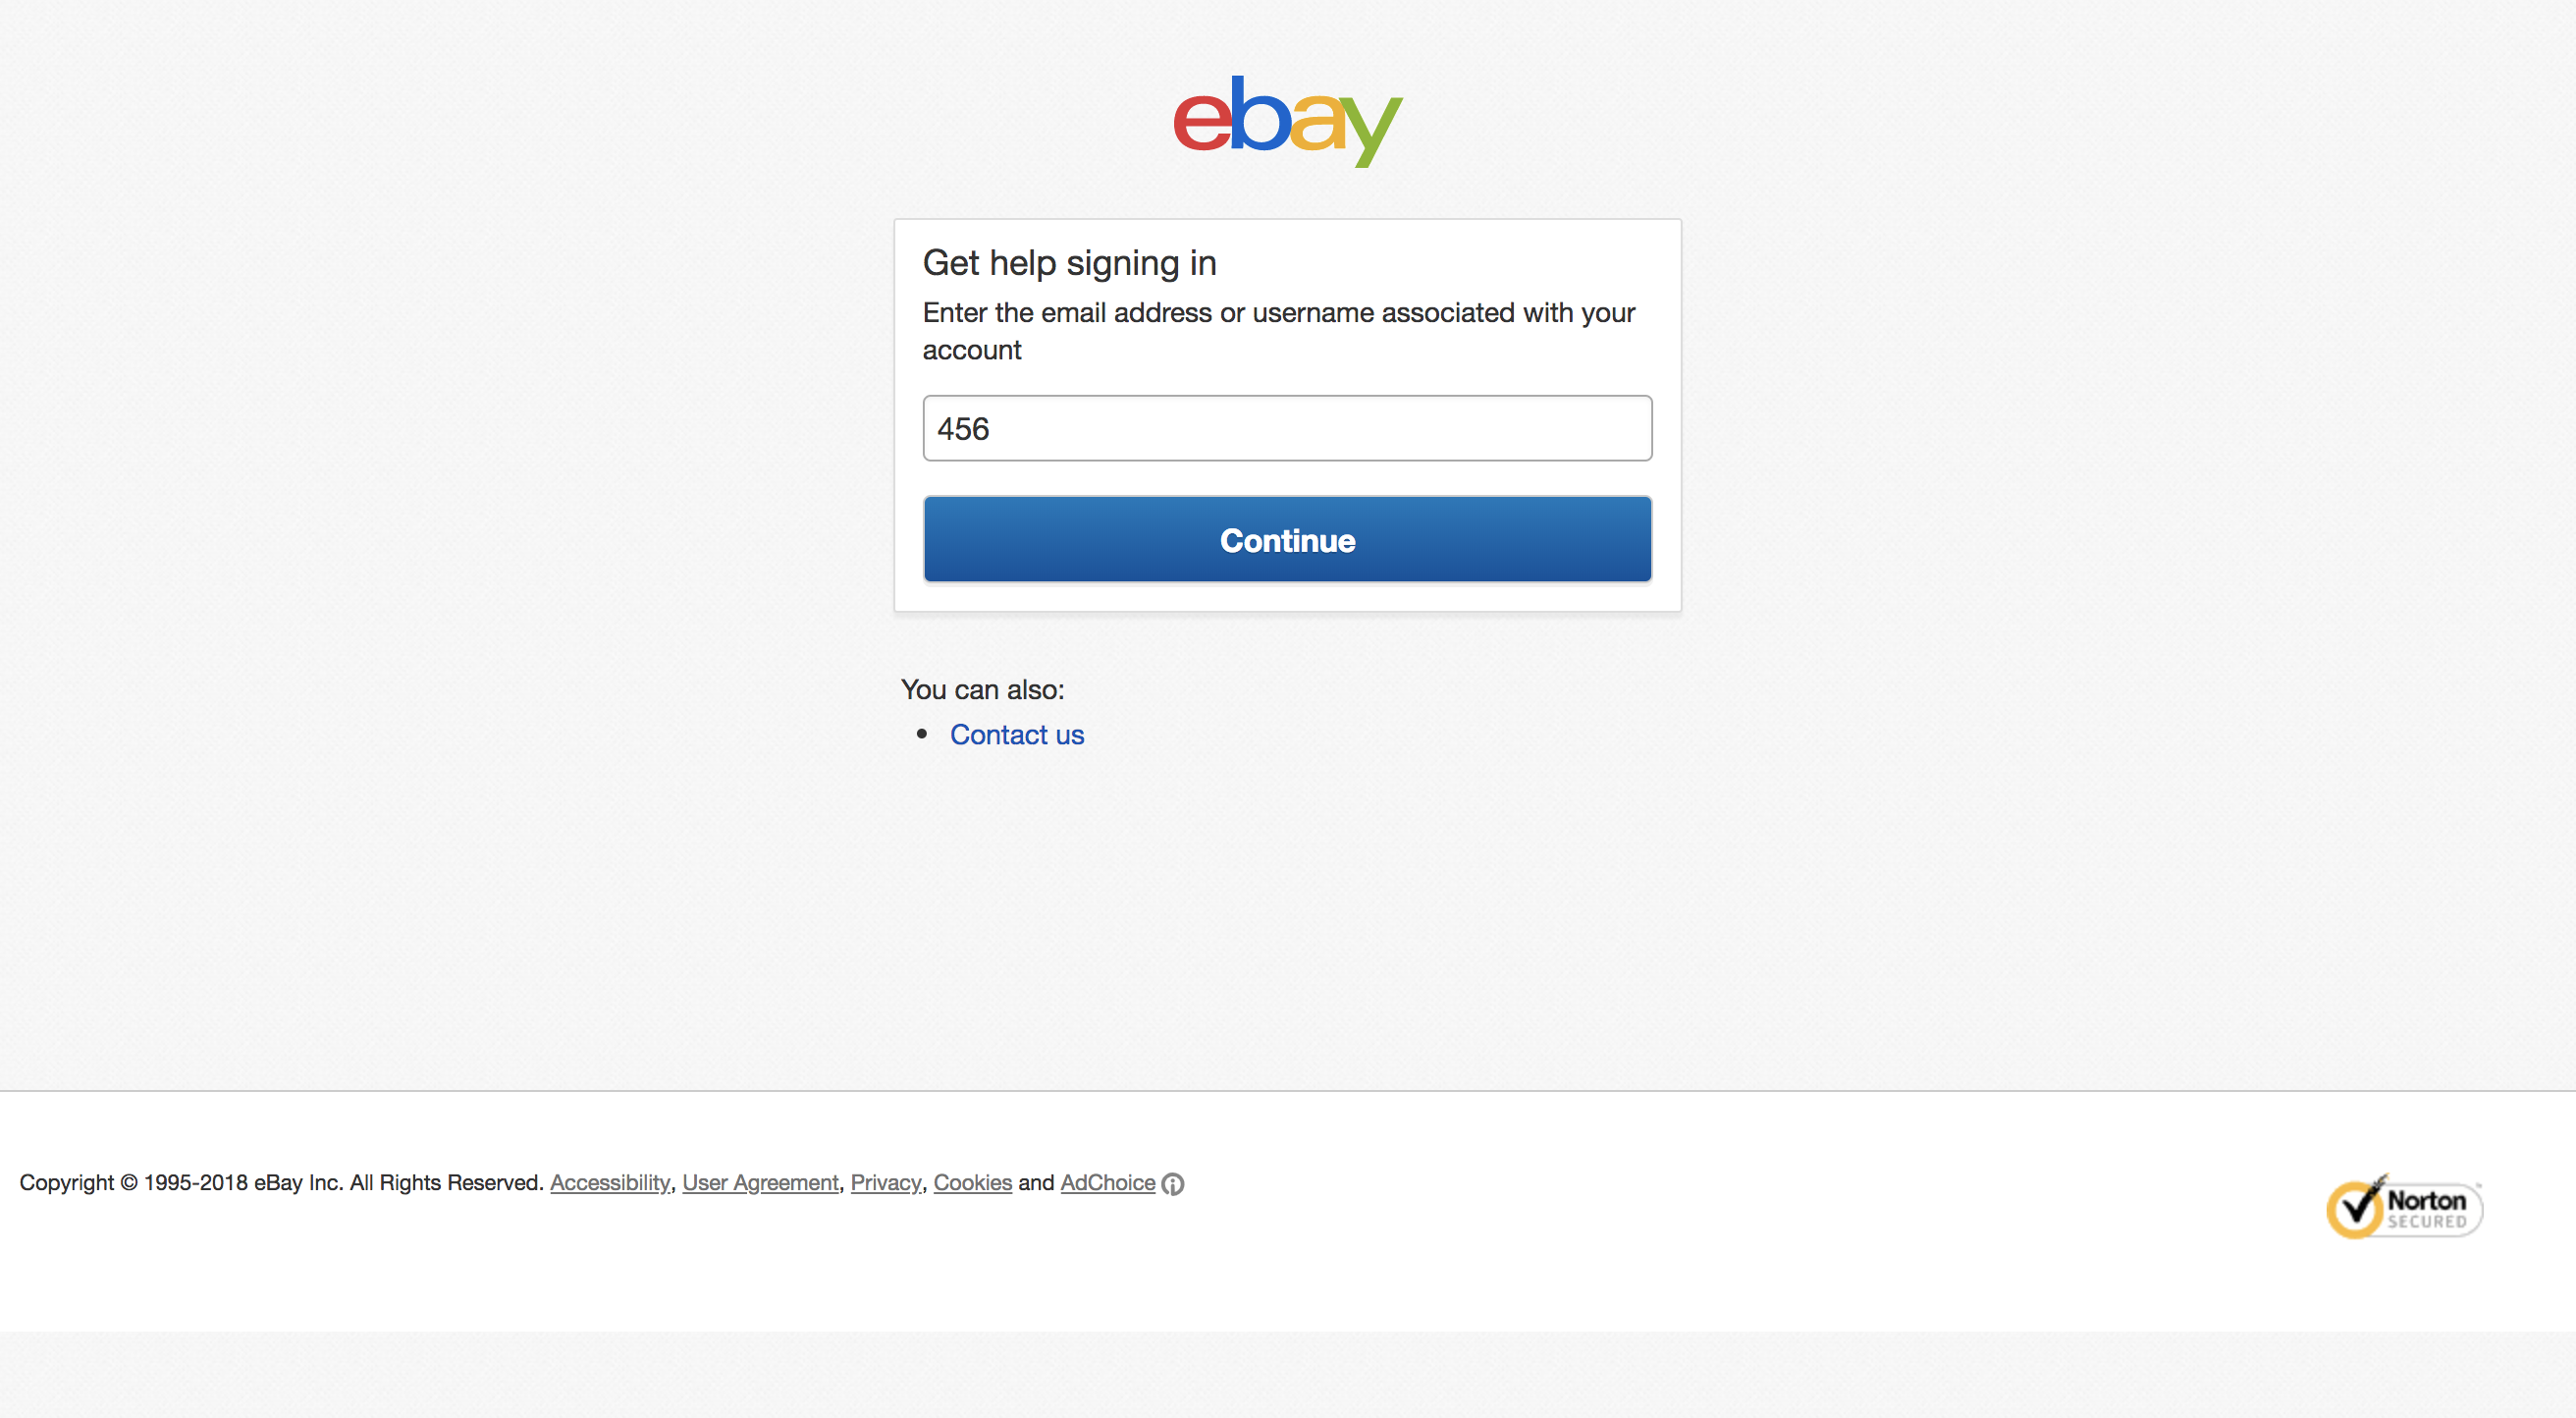 ebay
Get help signing in
Enter the email address or username associated with your
account
456
Continue
You can also:
• Contact us
Copyright © 1995-2018 eBay Inc. All Rights Reserved. Accessibility, User Agreement, Privacy, Cookies and AdChoice
Norton
SECURED